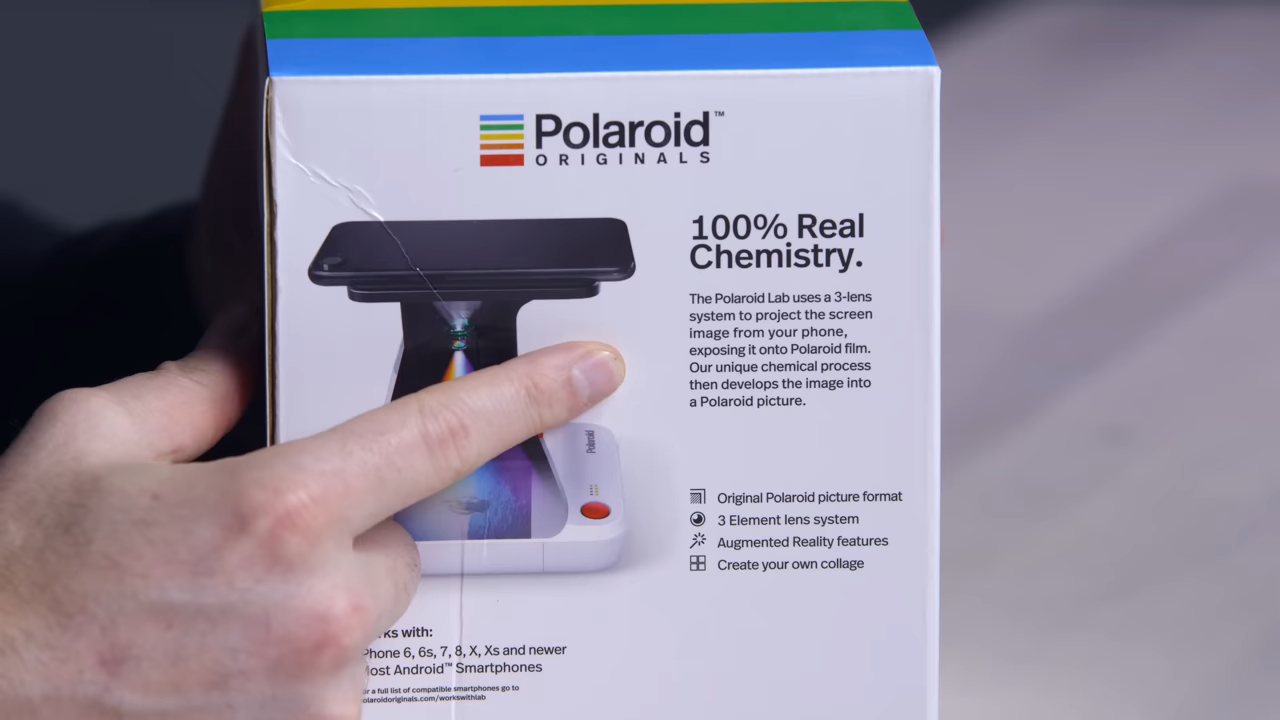 Polaroid™
ORIGINALS
100% Real
Chemistry.
The Polaroid Lab uses a 3-lens
system to project the screen
image from your phone,
exposing it onto Polaroid film.
Our unique chemical process
then develops the image into
a Polaroid picture.
Polaroid
Original Polaroid picture format
3 Element lens system
Augmented Reality features
Create your own collage
ks with:
Phone 6, 6s, 7, 8, X, Xs and newer
ost Android™ Smartphones
r a full list of compatible smartphones go to
olaroidoriginals.com/workswithlab